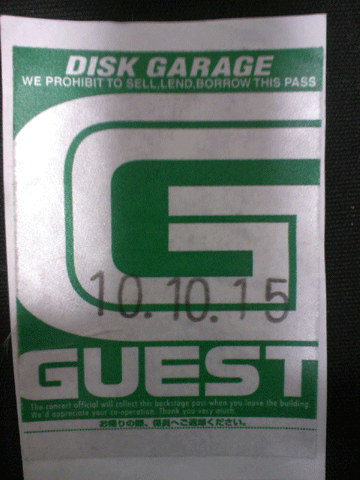 DISK GARAGE
WE PROHIBIT TO SELL,LEND,BORROW THIS PASS
G
10.10.15
GUEST
The concert official will collect this backstage pass when you leave the building.
We'd appreciate your co-operation. Thank you very much.
お帰りの際、係員へご返却ください。